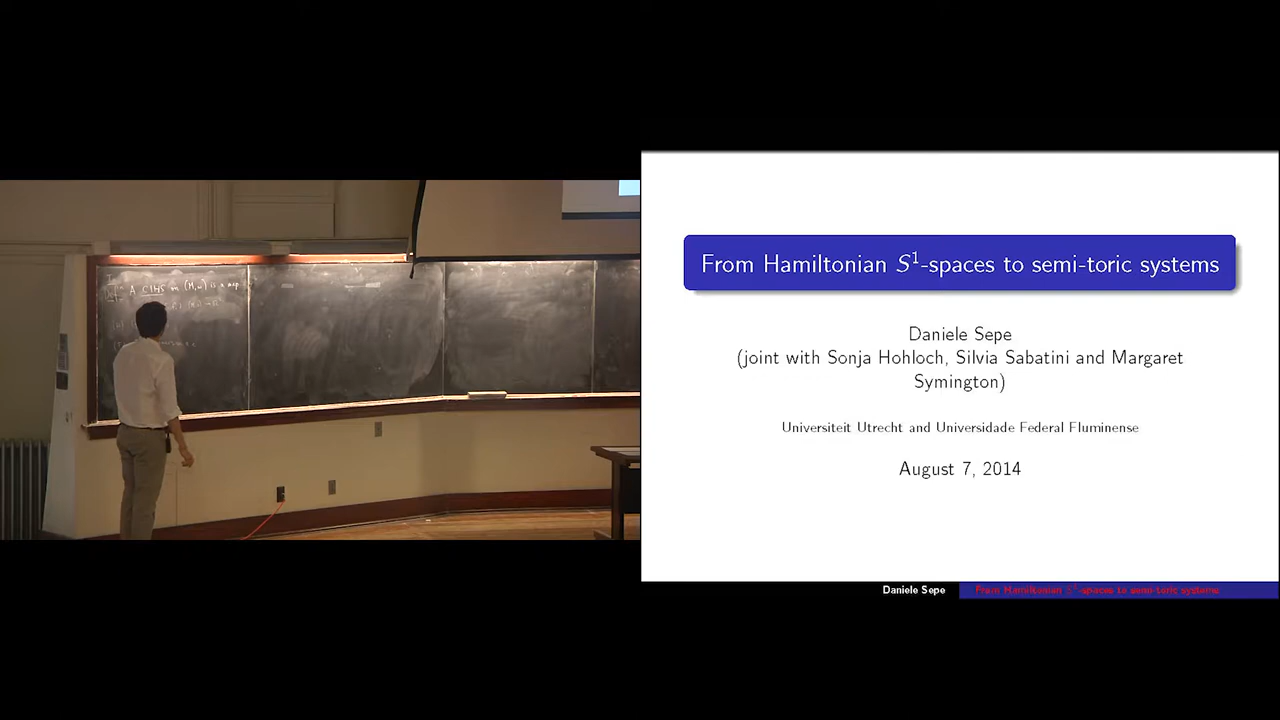 A CIHS on (M,ω) is a map
From Hamiltonian S¹-spaces to semi-toric systems
Daniele Sepe
(joint with Sonja Hohloch, Silvia Sabatini and Margaret
Symington)
Universiteit Utrecht and Universidade Federal Fluminense
August 7, 2014
Daniele Sepe
From Hamiltonian S¹-spaces to semi-toric systems